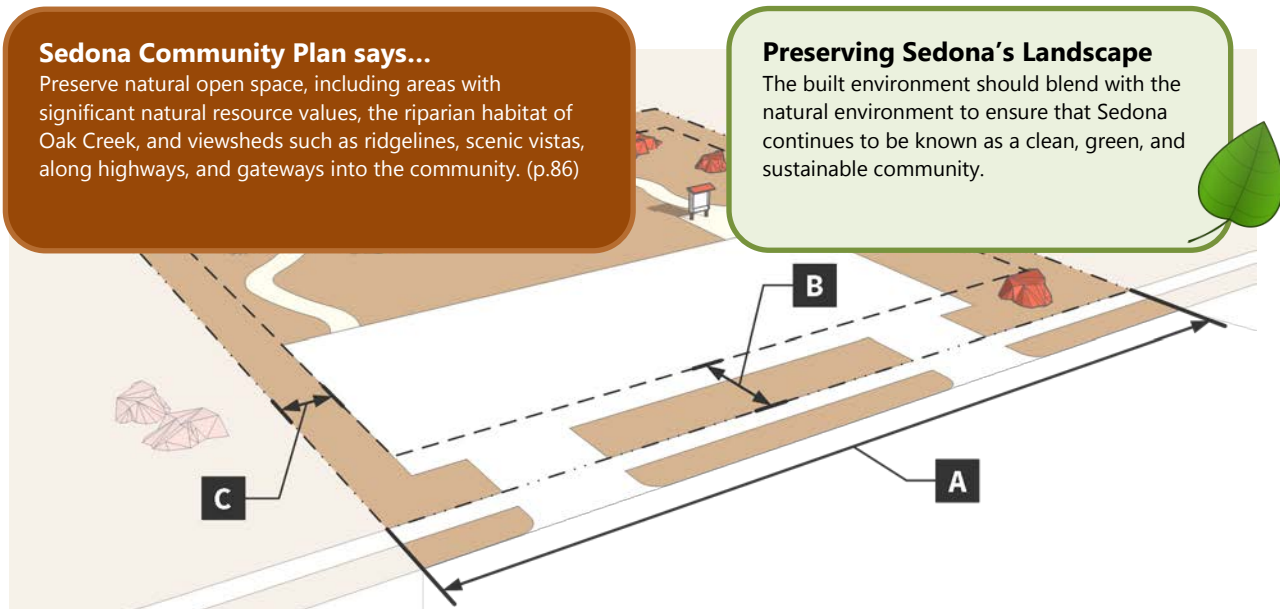 Sedona Community Plan says…
Preserve natural open space, including areas with
significant natural resource values, the riparian habitat of
Oak Creek, and viewsheds such as ridgelines, scenic vistas,
along highways, and gateways into the community. (p.86)
Preserving Sedona's Landscape
The built environment should blend with the
natural environment to ensure that Sedona
continues to be known as a clean, green, and
sustainable community.
B
C
A